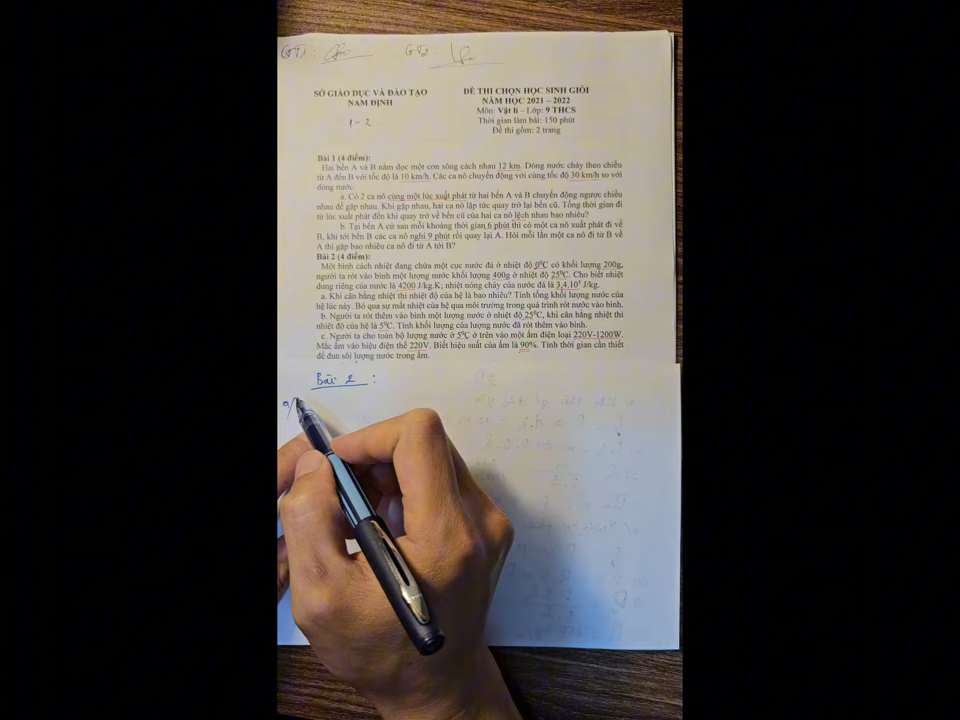 GT1 : GT2 :
SỞ GIÁO DỤC VÀ ĐÀO TẠO
NAM ĐỊNH
1 - 2
ĐỀ THI CHỌN HỌC SINH GIỎI
NĂM HỌC 2021 – 2022
Môn: Vật lí – Lớp: 9 THCS
Thời gian làm bài: 150 phút
Đề thi gồm: 2 trang
Bài 1 (4 điểm):
Hai bến A và B nằm dọc một con sông cách nhau 12 km. Dòng nước chảy theo chiều
từ A đến B với tốc độ là 10 km/h. Các ca nô chuyển động với cùng tốc độ 30 km/h so với
dòng nước.
a. Có 2 ca nô cùng một lúc xuất phát từ hai bến A và B chuyển động ngược chiều
nhau để gặp nhau. Khi gặp nhau, hai ca nô lập tức quay trở lại bến cũ. Tổng thời gian đi
từ lúc xuất phát đến khi quay trở về bến cũ của hai ca nô lệch nhau bao nhiêu?
b. Tại bến A cứ sau mỗi khoảng thời gian 6 phút thì có một ca nô xuất phát đi về
B, khi tới bến B các ca nô nghỉ 9 phút rồi quay lại A. Hỏi mỗi lần một ca nô đi từ B về
A thì gặp bao nhiêu ca nô đi từ A tới B?
Bài 2 (4 điểm):
Một bình cách nhiệt đang chứa một cục nước đá ở nhiệt độ 0⁰C có khối lượng 200g,
người ta rót vào bình một lượng nước khối lượng 400g ở nhiệt độ 25⁰C. Cho biết nhiệt
dung riêng của nước là 4200 J/kg.K; nhiệt nóng chảy của nước đá là 3,4.10⁵ J/kg.
a. Khi cân bằng nhiệt thì nhiệt độ của hệ là bao nhiêu? Tính tổng khối lượng nước của
hệ lúc này. Bỏ qua sự mất nhiệt của hệ qua môi trường trong quá trình rót nước vào bình.
b. Người ta rót thêm vào bình một lượng nước ở nhiệt độ 25⁰C, khi cân bằng nhiệt thì
nhiệt độ của hệ là 5⁰C. Tính khối lượng của lượng nước đã rót thêm vào bình.
c. Người ta cho toàn bộ lượng nước ở 5⁰C ở trên vào một ấm điện loại 220V-1200W.
Mắc ấm vào hiệu điện thế 220V. Biết hiệu suất của ấm là 90%. Tính thời gian cần thiết
để đun sôi lượng nước trong ấm.
Bài 2 :
a/